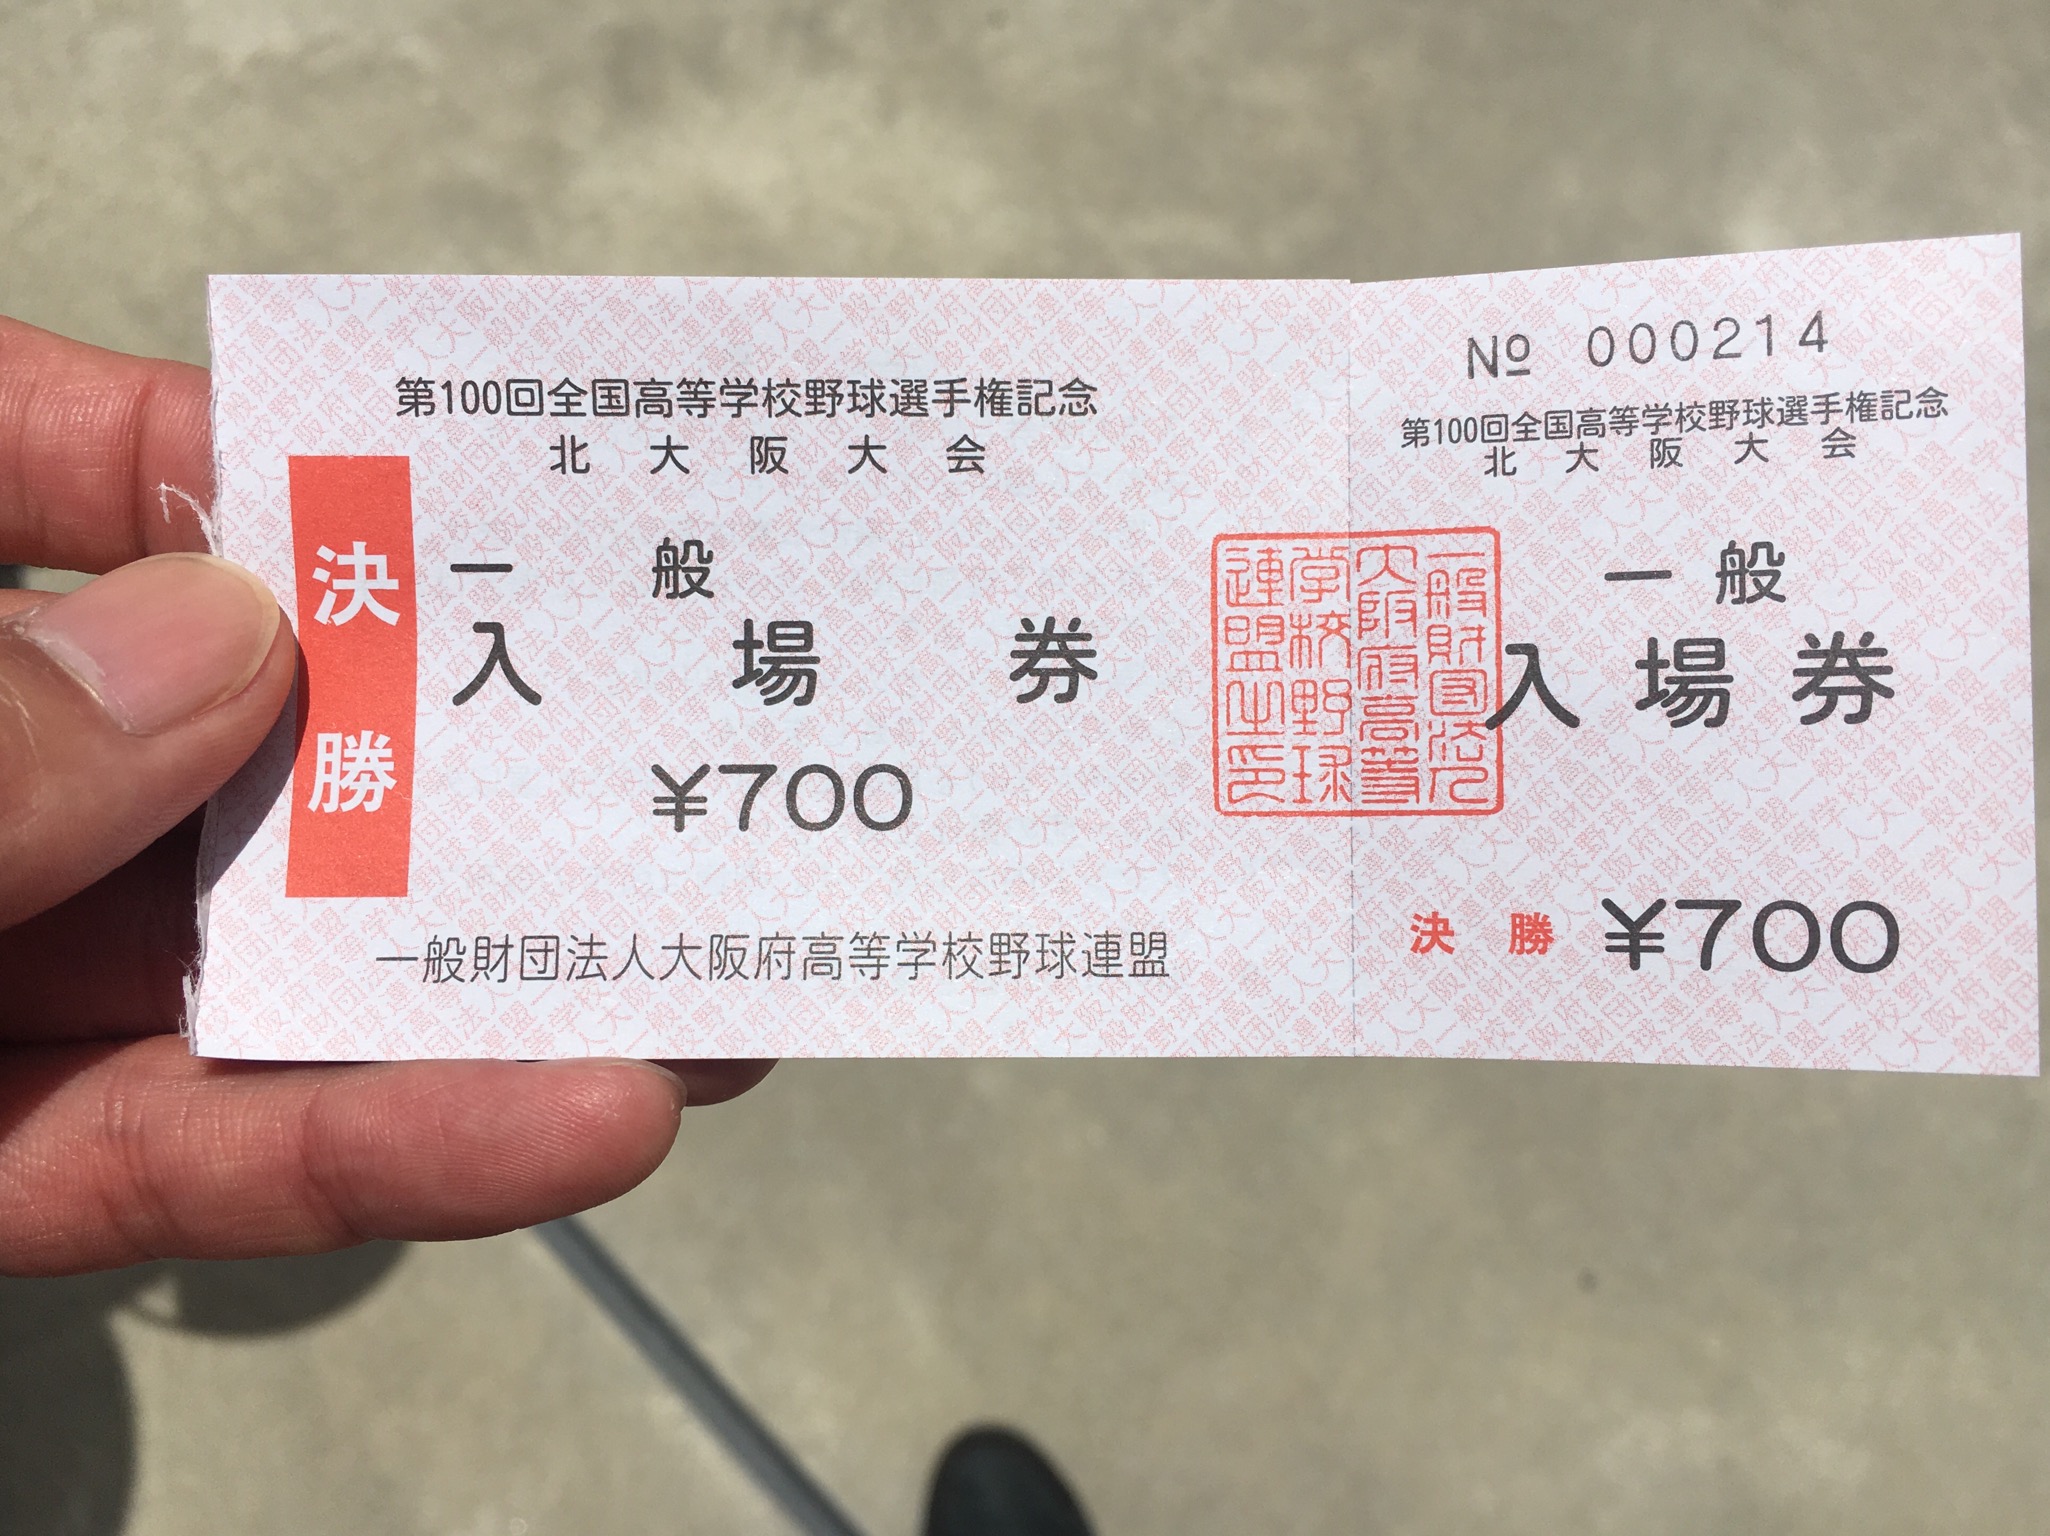 第100回全国高等学校野球選手権記念
北大阪大会
決勝
一般
入場券
¥700
一般財団法人大阪府高等学校野球連盟
一般財団法人
大阪府高等
学校野球
連盟之印
Nº 000214
第100回全国高等学校野球選手権記念
北大阪大会
一般
入場券
決勝 ¥700